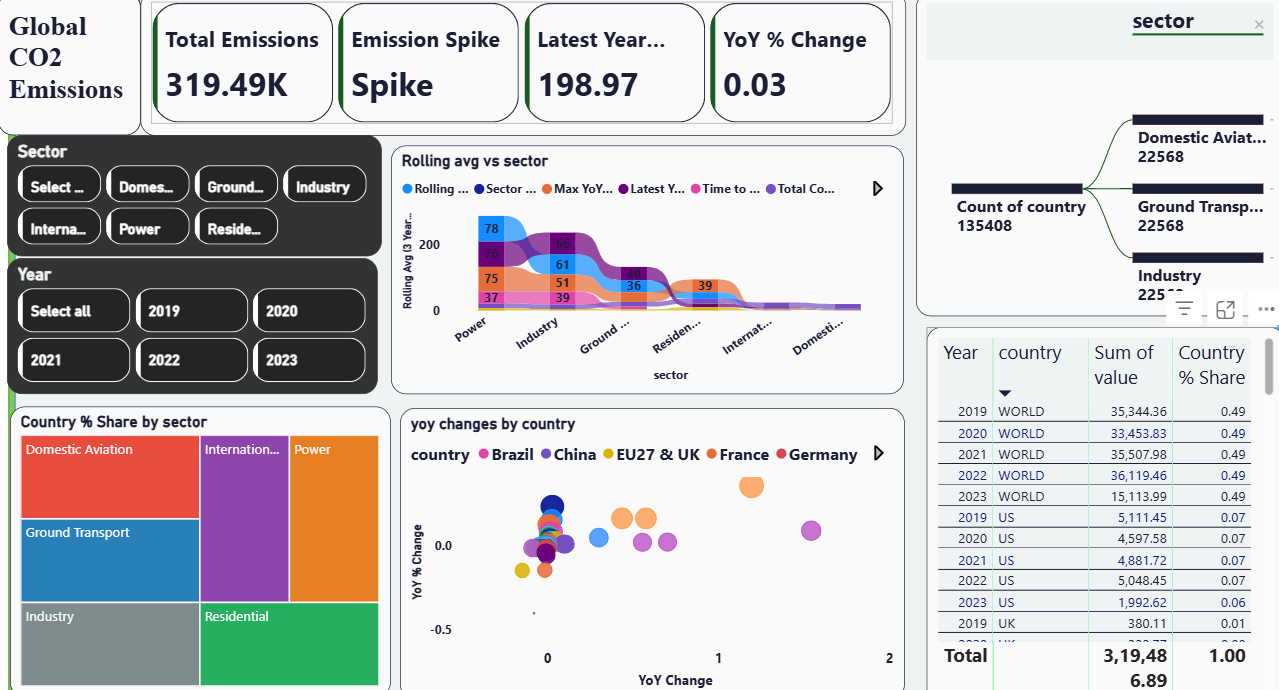 Global
CO2
Emissions
Total Emissions
319.49K
Emission Spike
Spike
Latest Year...
198.97
YoY % Change
0.03
sector
Count of country
135408
Domestic Aviat...
22568
Ground Transp...
22568
Industry
Sector
Select ...
Domes...
Ground...
Industry
Interna...
Power
Reside...
Year
Select all
2019
2020
2021
2022
2023
Rolling avg vs sector
Rolling ... Sector ... Max YoY... Latest Y... Time to ... Total Co...
Rolling Avg (3 Year...
200
0
78
76
75
37
66
61
51
39
40
36
39
Power
Industry
Ground ...
Residen...
Internat...
Domesti...
sector
Country % Share by sector
Domestic Aviation
Internation...
Power
Ground Transport
Industry
Residential
yoy changes by country
country Brazil China EU27 & UK France Germany
YoY % Change
0.0
-0.5
0 1 2
YoY Change
Year country Sum of value Country % Share
2019 WORLD 35,344.36 0.49
2020 WORLD 33,453.83 0.49
2021 WORLD 35,507.98 0.49
2022 WORLD 36,119.46 0.49
2023 WORLD 15,113.99 0.49
2019 US 5,111.45 0.07
2020 US 4,597.58 0.07
2021 US 4,881.72 0.07
2022 US 5,048.45 0.07
2023 US 1,992.62 0.06
2019 UK 380.11 0.01
Total 3,19,48 1.00
6.89